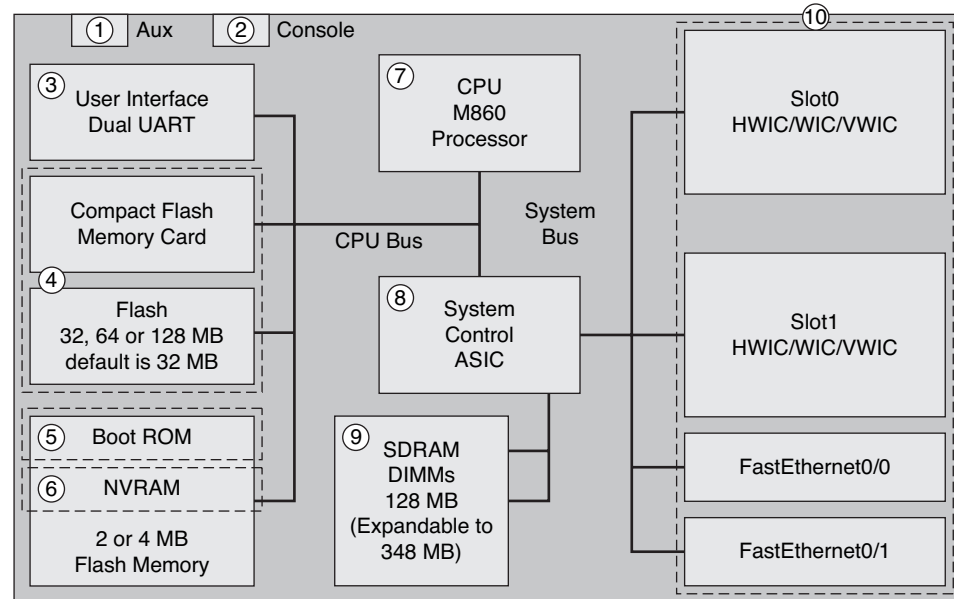 10
1 Aux
2 Console
3
User Interface
Dual UART
7
CPU
M860
Processor
Slot0
HWIC/WIC/VWIC
Compact Flash
Memory Card
CPU Bus
System
Bus
4
Flash
32, 64 or 128 MB
default is 32 MB
8
System
Control
ASIC
Slot1
HWIC/WIC/VWIC
5 Boot ROM
6 NVRAM
2 or 4 MB
Flash Memory
9
SDRAM
DIMMs
128 MB
(Expandable to
348 MB)
FastEthernet0/0
FastEthernet0/1